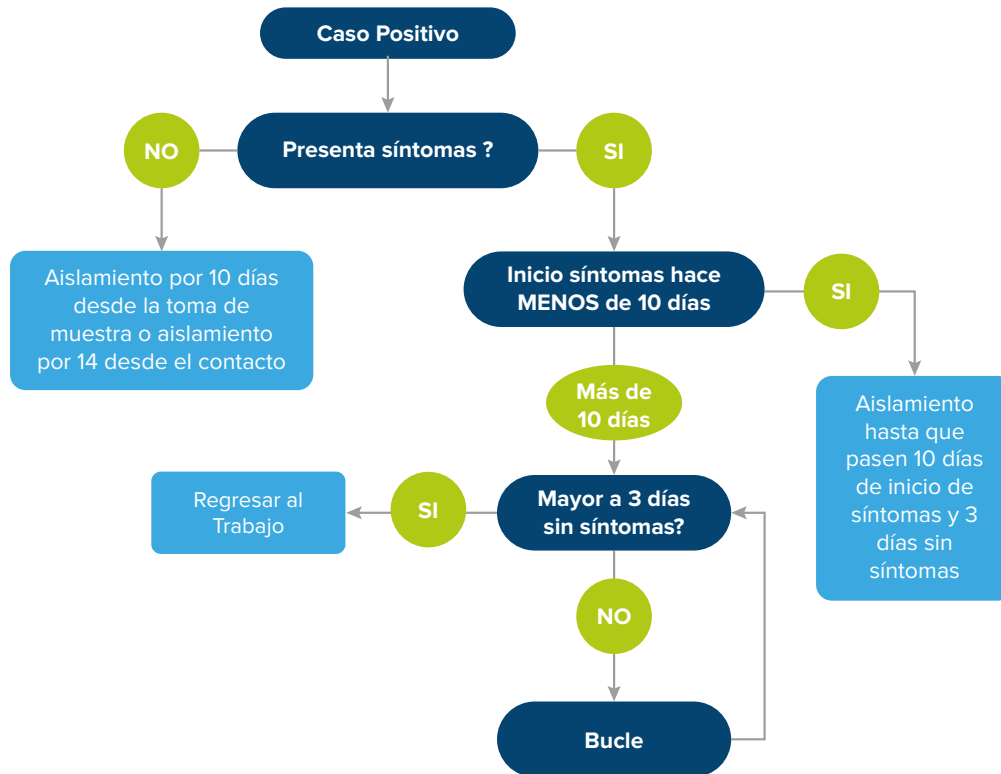 Caso Positivo
NO
Presenta síntomas ?
SI
Aislamiento por 10 días
desde la toma de
muestra o aislamiento
por 14 desde el contacto
Inicio síntomas hace
MENOS de 10 días
SI
Más de
10 días
Aislamiento
hasta que
pasen 10 días
de inicio de
síntomas y 3
días sin
síntomas
Regresar al
Trabajo
SI
Mayor a 3 días
sin síntomas?
NO
Bucle